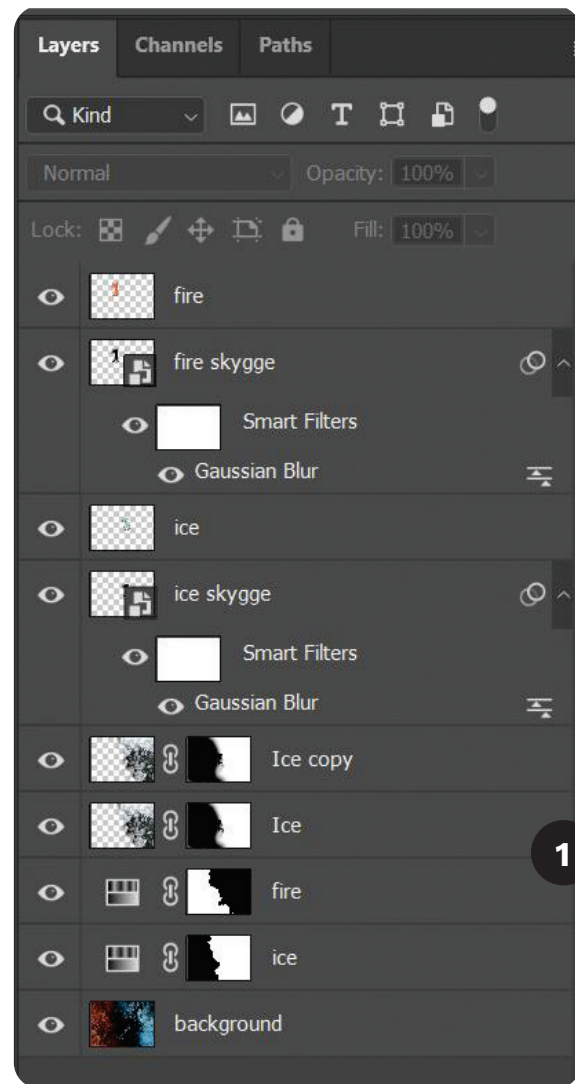 Layers Channels Paths
Kind T
Normal Opacity: 100%
Lock: Fill: 100%
fire
fire skygge
Smart Filters
Gaussian Blur
ice
ice skygge
Smart Filters
Gaussian Blur
Ice copy
Ice
1
fire
ice
background